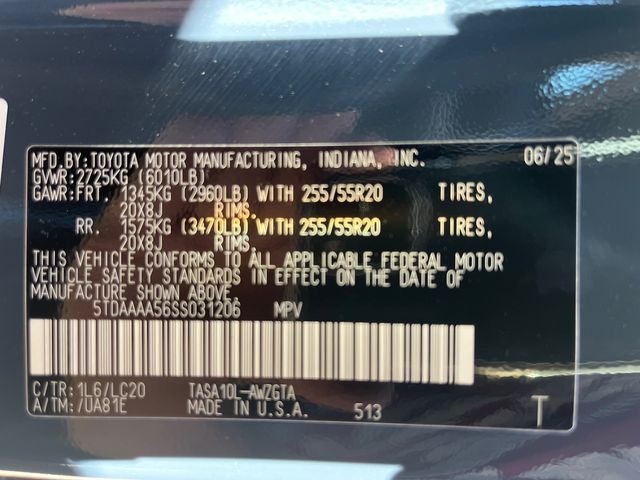 MFD.BY:TOYOTA MOTOR MANUFACTURING, INDIANA, INC. 06/25
GVWR:2725KG (6010LB)
GAWR:FRT. 1345KG (2960LB) WITH 255/55R20 TIRES,
20X8J RIMS.
RR. 1575KG (3470LB) WITH 255/55R20 TIRES,
20X8J RIMS.
THIS VEHICLE CONFORMS TO ALL APPLICABLE FEDERAL MOTOR
VEHICLE SAFETY STANDARDS IN EFFECT ON THE DATE OF
MANUFACTURE SHOWN ABOVE.
5TDAAAA56SS031206 MPV
C/TR:1L6/LC20 TASA10L-AWZGTA
A/TM:/UA81E MADE IN U.S.A. 513 T